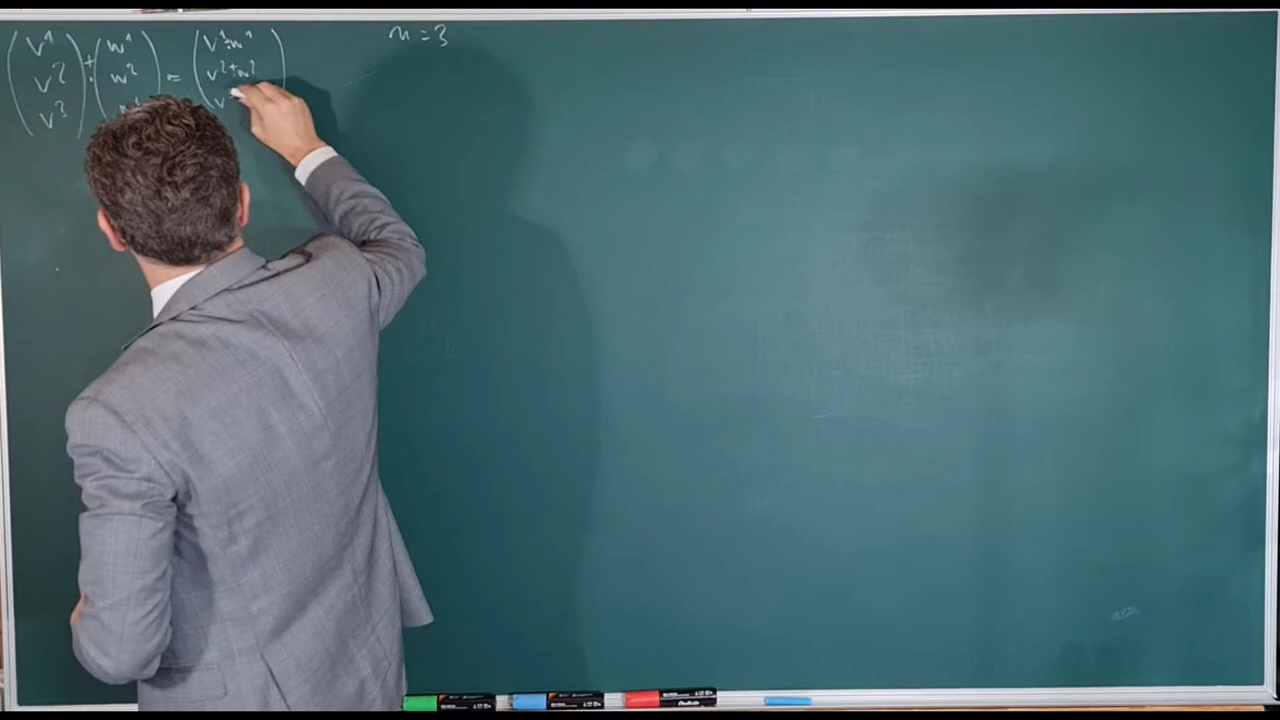 (v¹ v² v³) +: (w¹ w² = (v¹+w¹ v²+w² v
n = 3